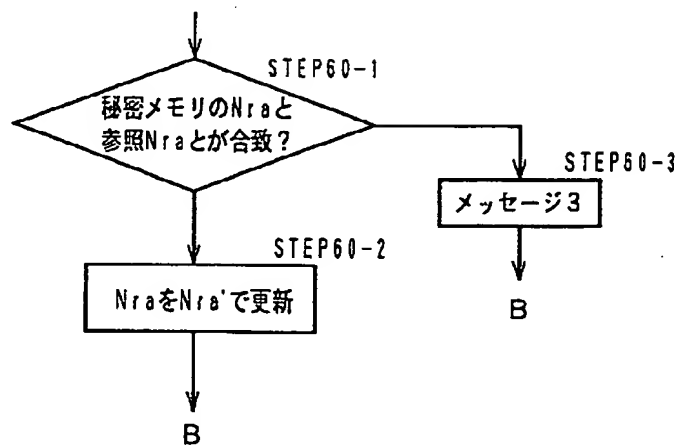 STEP60-1
秘密メモリのNraと
参照Nraとが合致?
STEP60-3
メッセージ3
STEP60-2
NraをNra'で更新
B
B